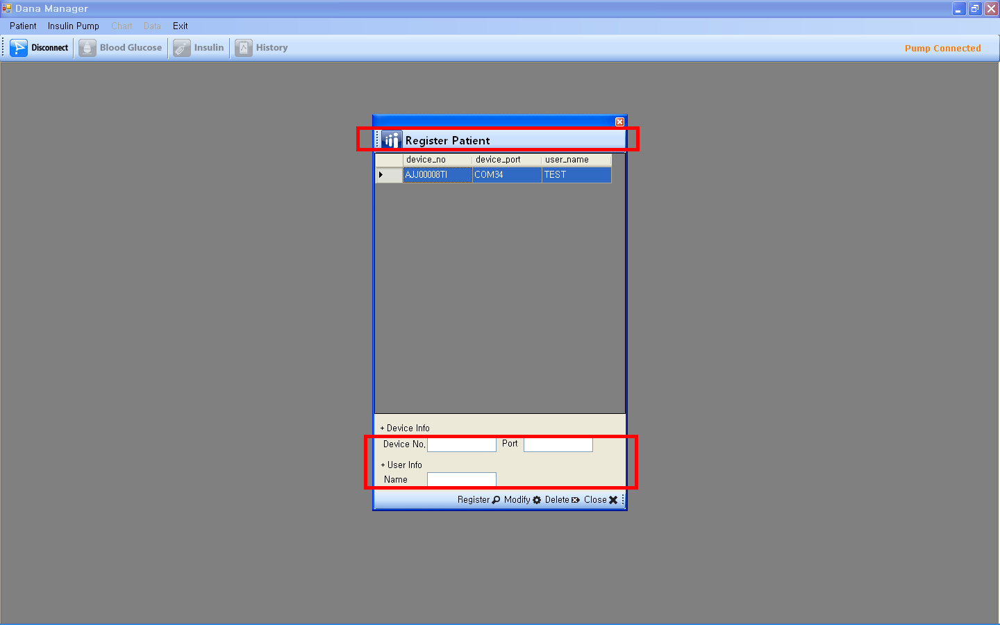 Dana Manager
Patient Insulin Pump Chart Data Exit
Disconnect Blood Glucose Insulin History Pump Connected
Register Patient
device_no device_port user_name
AJJ00008TI COM34 TEST
+ Device Info
Device No, Port
+ User Info
Name
Register Modify Delete Close